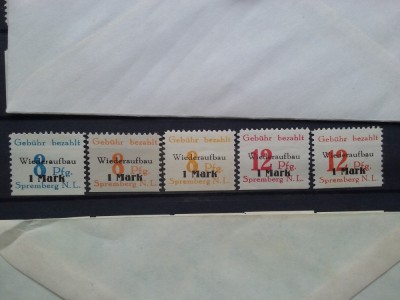 Gebühr bezahlt
8 Pfg.
Wiederaufbau
1 Mark
Spremberg N. L.
Gebühr bezahlt
8 Pfg.
Wiederaufbau
1 Mark
Spremberg N. L.
Gebühr bezahlt
8 Pfg.
Wiederaufbau
1 Mark
Spremberg N. L.
Gebühr bezahlt
12 Pfg.
Wiederaufbau
1 Mark
Spremberg N. L.
Gebühr bezahlt
12 Pfg.
Wiederaufbau
1 Mark
Spremberg N. L.